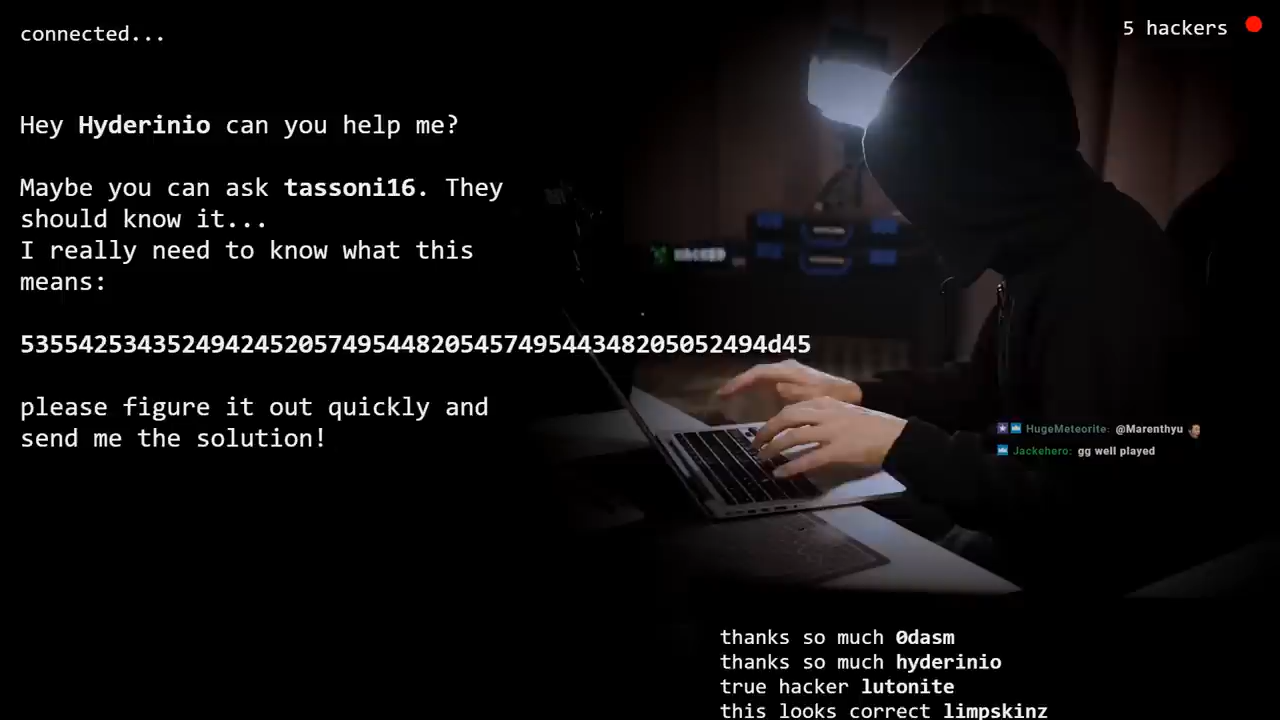 connected...
5 hackers
Hey Hyderinio can you help me?
Maybe you can ask tassoni16. They
should know it...
I really need to know what this
means:
535542534352494245205749544820545749544348205052494d45
please figure it out quickly and
send me the solution!
HugeMeteorite: @Marenthyu
Jackehero: gg well played
thanks so much 0dasm
thanks so much hyderinio
true hacker lutonite
this looks correct limpskinz